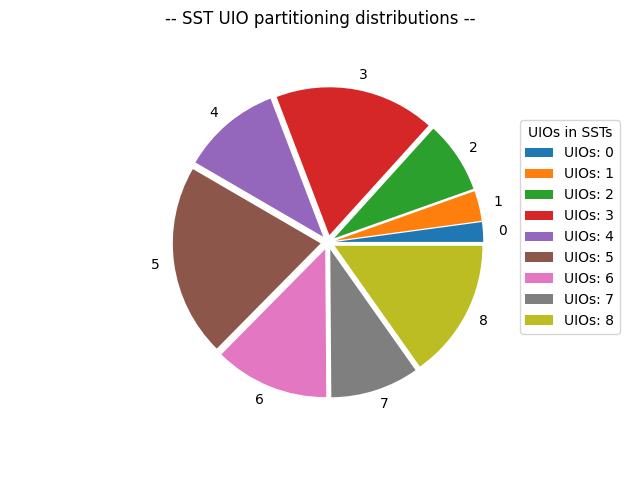 -- SST UIO partitioning distributions --
3
4
2
1
0
5
8
6
7
UIOs in SSTs
UIOs: 0
UIOs: 1
UIOs: 2
UIOs: 3
UIOs: 4
UIOs: 5
UIOs: 6
UIOs: 7
UIOs: 8